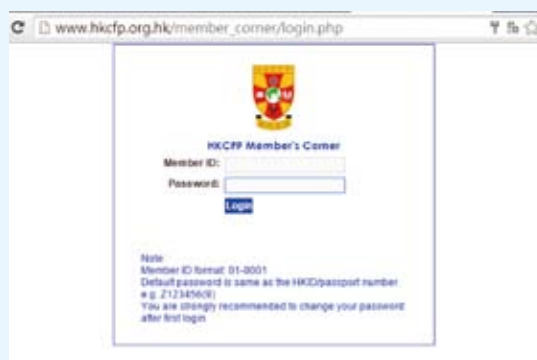 www.hkcfp.org.hk/member_corner/login.php
HKCFP Member's Corner
Member ID:
Password:
Login
Note
Member ID format: 01-0001
Default password is same as the HKID/passport number
e.g. Z123456(9)
You are strongly recommended to change your password
after first login